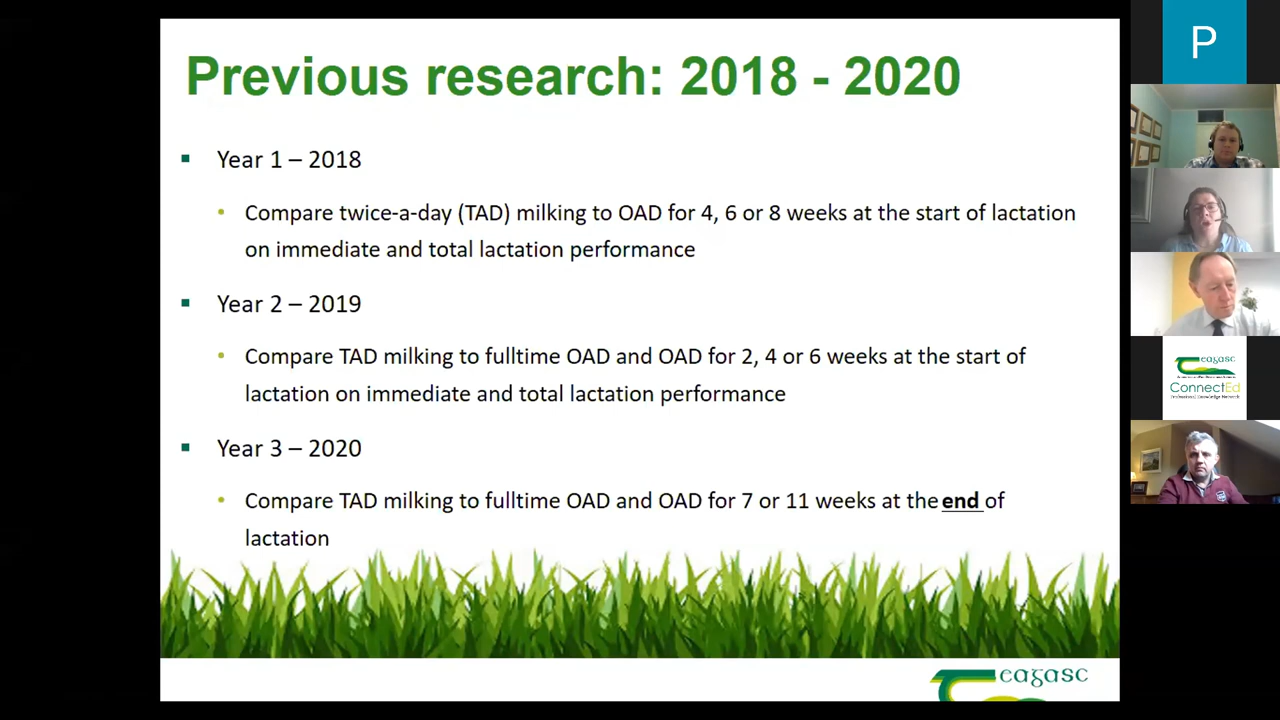 Previous research: 2018 - 2020
Year 1 – 2018
Compare twice-a-day (TAD) milking to OAD for 4, 6 or 8 weeks at the start of lactation
on immediate and total lactation performance
Year 2 – 2019
Compare TAD milking to fulltime OAD and OAD for 2, 4 or 6 weeks at the start of
lactation on immediate and total lactation performance
Year 3 – 2020
Compare TAD milking to fulltime OAD and OAD for 7 or 11 weeks at the end of
lactation
eagasc
P
eagasc
ConnectEd